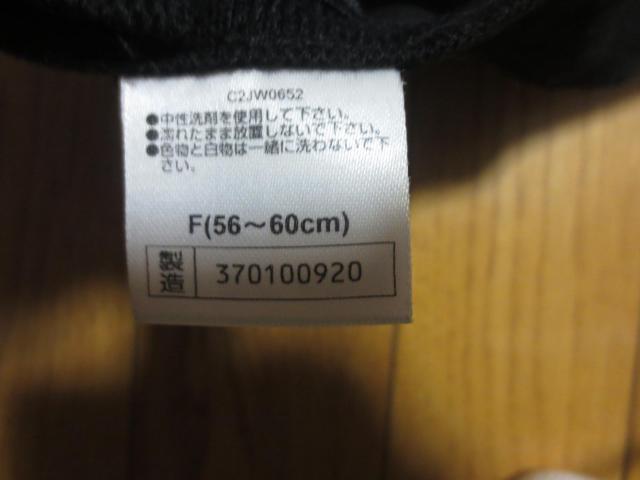 C2JW0652
●中性洗剤を使用して下さい。
●濡れたまま放置しないで下さい。
●色物と白物は一緒に洗わないで下
さい。
F(56～60cm)
製造 370100920